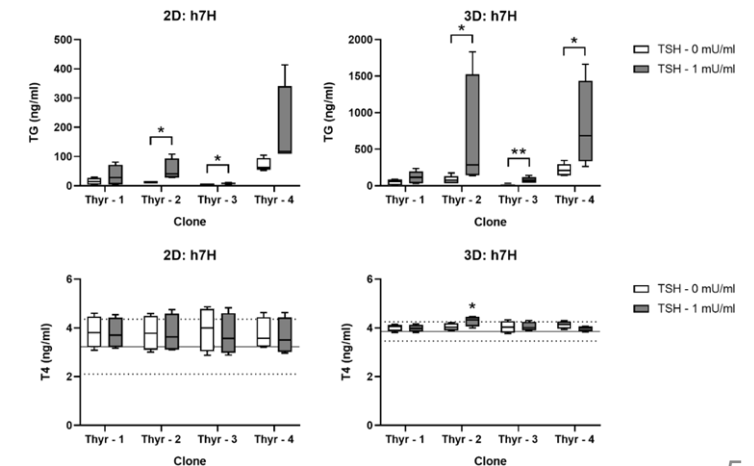 2D: h7H
TG (ng/ml)
500
400
300
200
100
0
*
*
Thyr - 1 Thyr - 2 Thyr - 3 Thyr - 4
Clone
3D: h7H
TG (ng/ml)
2000
1500
1000
500
0
*
**
*
Thyr - 1 Thyr - 2 Thyr - 3 Thyr - 4
Clone
TSH - 0 mU/ml
TSH - 1 mU/ml
2D: h7H
T4 (ng/ml)
6
4
2
0
Thyr - 1 Thyr - 2 Thyr - 3 Thyr - 4
Clone
3D: h7H
T4 (ng/ml)
6
4
2
0
*
Thyr - 1 Thyr - 2 Thyr - 3 Thyr - 4
Clone
TSH - 0 mU/ml
TSH - 1 mU/ml